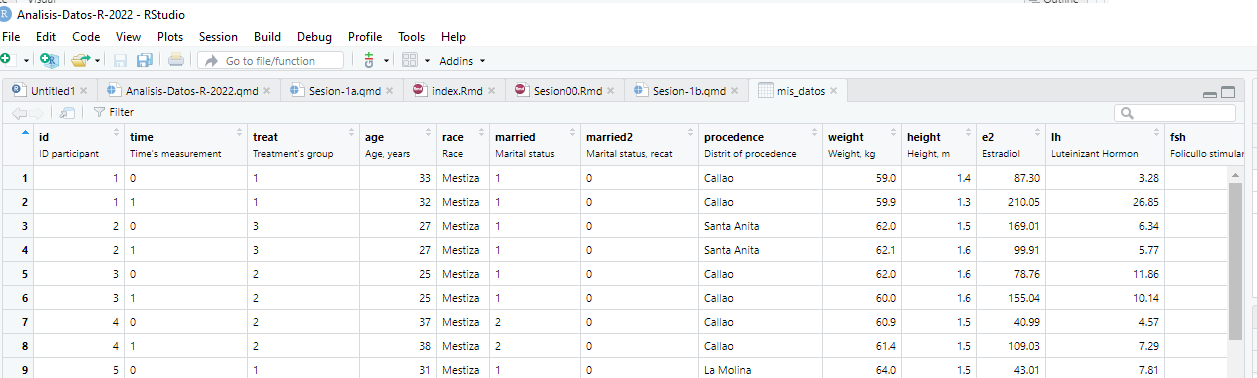 Visual
Outline
Analisis-Datos-R-2022 - RStudio
File Edit Code View Plots Session Build Debug Profile Tools Help
Go to file/function Addins
Untitled1 Analisis-Datos-R-2022.qmd Sesion-1a.qmd index.Rmd Sesion00.Rmd Sesion-1b.qmd mis_datos
Filter
id time treat age race married married2 procedence weight height e2 lh fsh
ID participant Time's measurement Treatment's group Age, years Race Marital status Marital status, recat Distrit of procedence Weight, kg Height, m Estradiol Luteinizant Hormon Folicullo stimular
1 1 0 1 33 Mestiza 1 0 Callao 59.0 1.4 87.30 3.28
2 1 1 1 32 Mestiza 1 0 Callao 59.9 1.3 210.05 26.85
3 2 0 3 27 Mestiza 1 0 Santa Anita 62.0 1.5 169.01 6.34
4 2 1 3 27 Mestiza 1 0 Santa Anita 62.1 1.6 99.91 5.77
5 3 0 2 25 Mestiza 1 0 Callao 62.0 1.6 78.76 11.86
6 3 1 2 25 Mestiza 1 0 Callao 60.0 1.6 155.04 10.14
7 4 0 2 37 Mestiza 2 0 Callao 60.9 1.5 40.99 4.57
8 4 1 2 38 Mestiza 2 0 Callao 61.4 1.5 109.03 7.29
9 5 0 1 31 Mestiza 1 0 La Molina 64.0 1.5 43.01 7.81